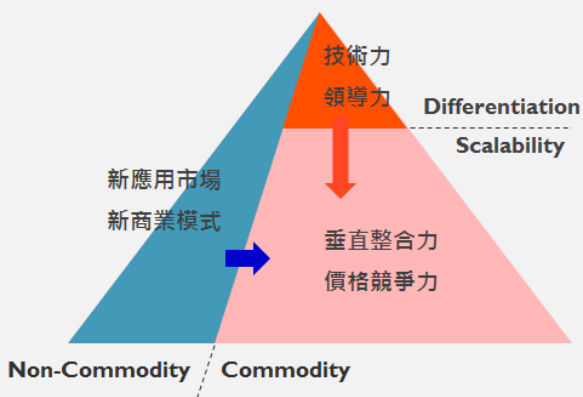 技術力
領導力
Differentiation
Scalability
新應用市場
新商業模式
垂直整合力
價格競爭力
Non-Commodity
Commodity